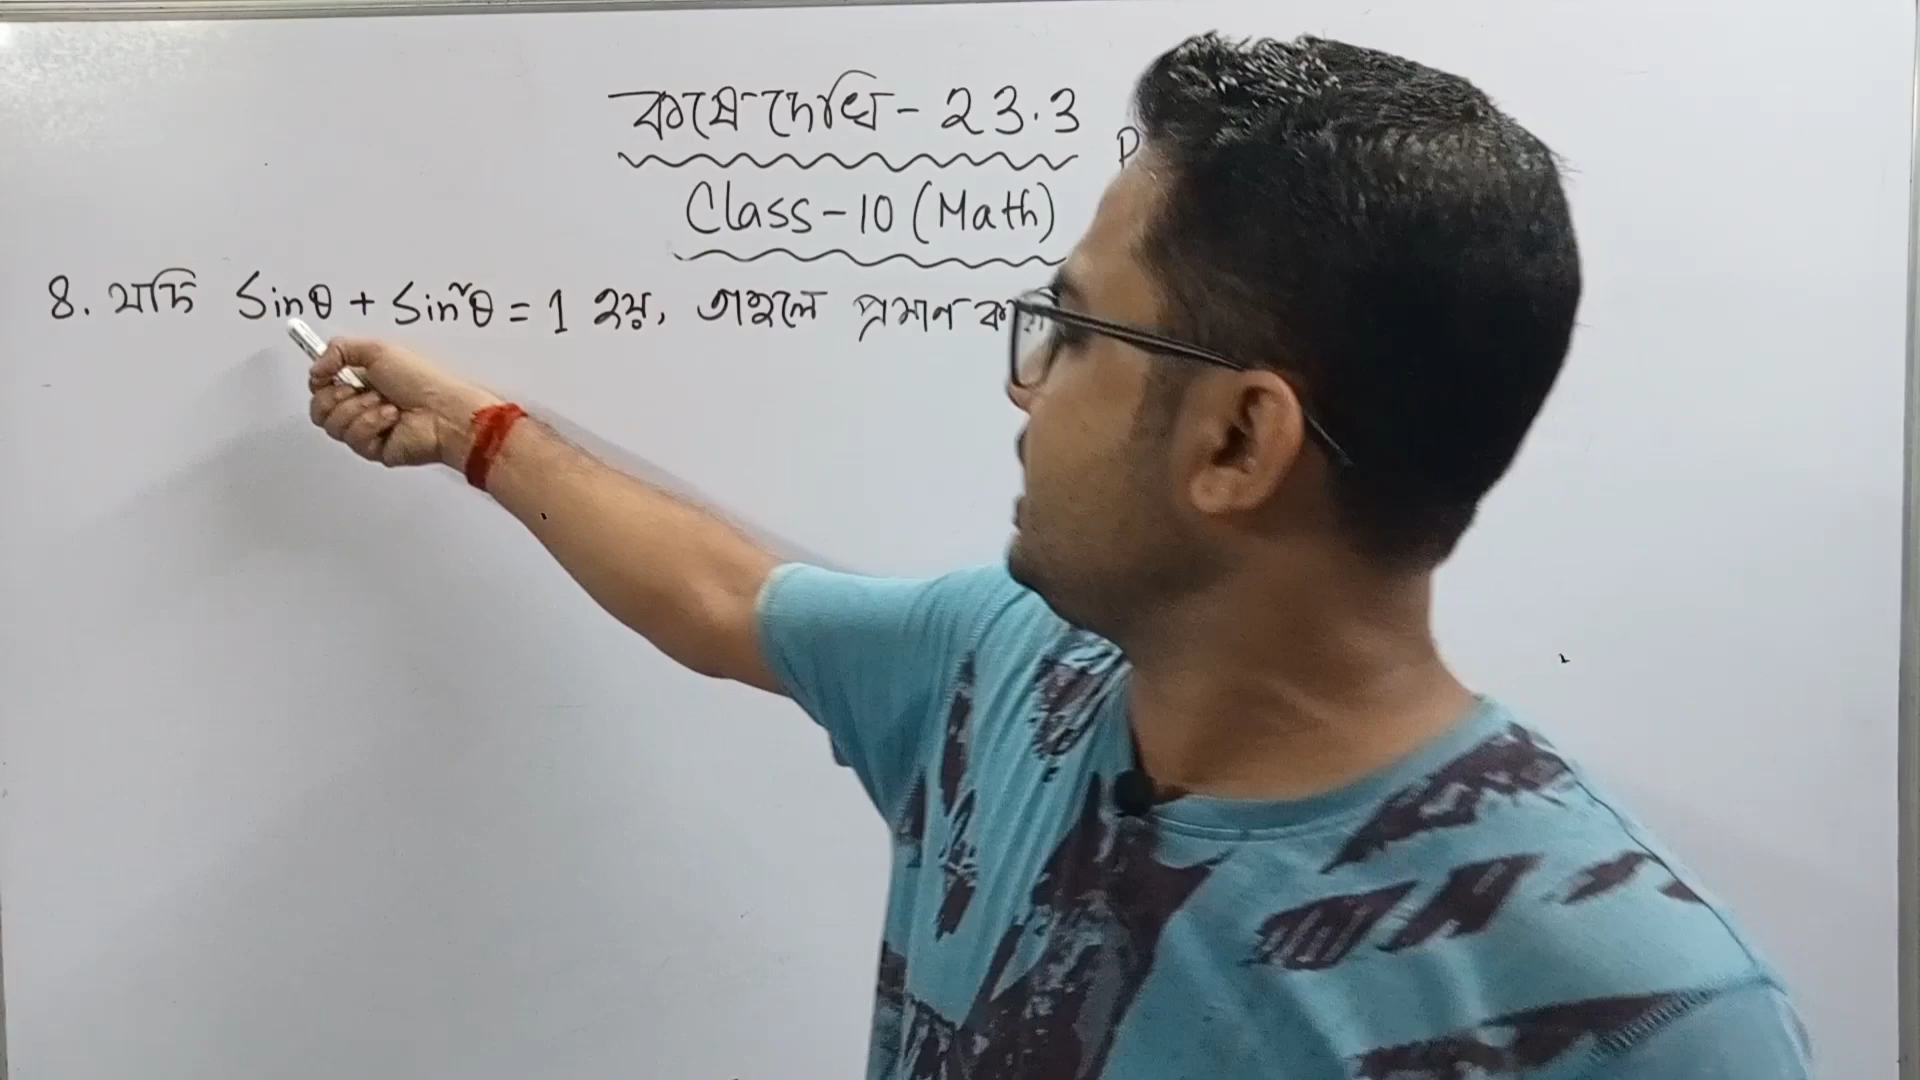 কষে দেখি - 23.3
P
Class-10 (Math)
8. যদি Sinθ + Sin²θ = 1 হয়, তাহলে প্রমাণ